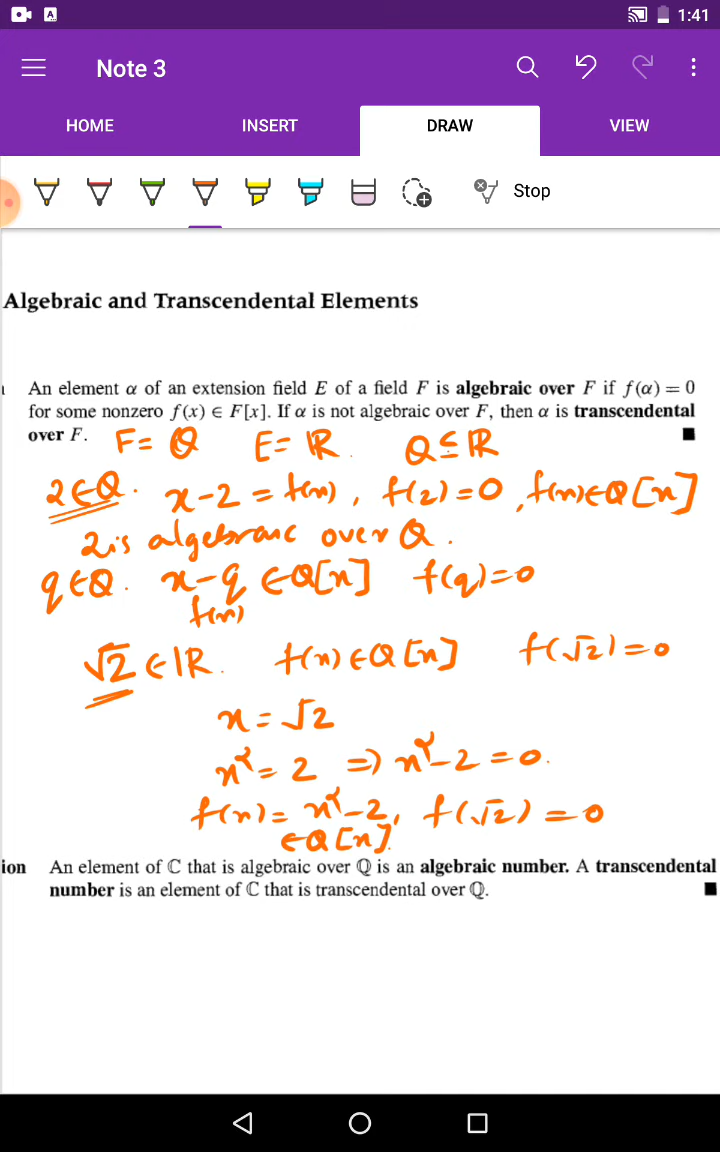 A 1:41
Note 3
HOME INSERT DRAW VIEW
Stop
Algebraic and Transcendental Elements
An element α of an extension field E of a field F is algebraic over F if f(α) = 0
for some nonzero f(x) ∈ F[x]. If α is not algebraic over F, then α is transcendental
over F. ■
F = ℚ E = ℝ. ℚ ⊆ ℝ
2 ∈ ℚ. x-2 = f(x), f(2) = 0, f(x) ∈ ℚ[x]
2 is algebraic over ℚ.
q ∈ ℚ. x-q ∈ ℚ[x] f(q) = 0
f(x)
√2 ∈ ℝ. f(x) ∈ ℚ[x] f(√2) = 0
x = √2
x² = 2 ⇒ x²-2 = 0.
f(x) = x²-2, f(√2) = 0
∈ ℚ[x].
ion An element of ℂ that is algebraic over ℚ is an algebraic number. A transcendental
number is an element of ℂ that is transcendental over ℚ. ■